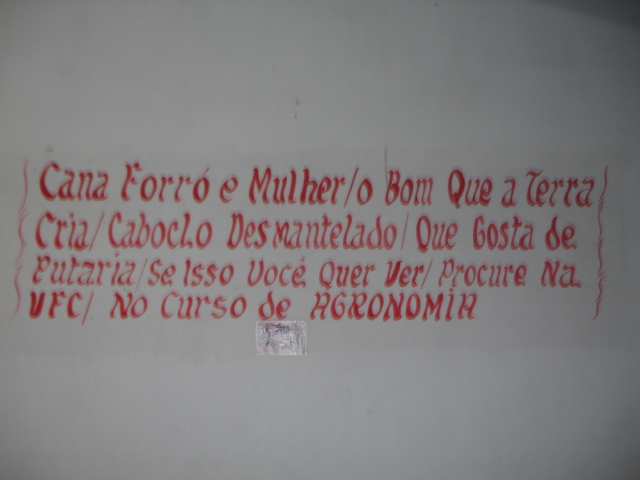 Cana Forró e Mulher/o Bom Que a Terra
Cria/Caboclo Desmantelado/Que Gosta de
Putaria/Se Isso Você Quer Ver/Procure Na
UFC/ No Curso de AGRONOMIA